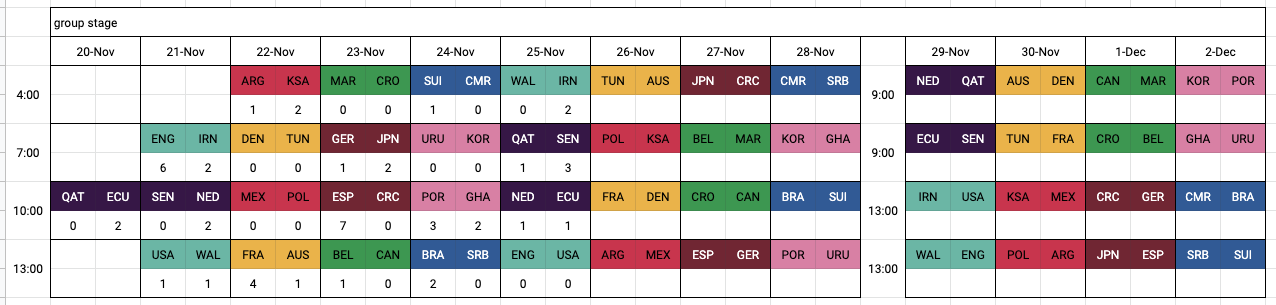 group stage
20-Nov 21-Nov 22-Nov 23-Nov 24-Nov 25-Nov 26-Nov 27-Nov 28-Nov 29-Nov 30-Nov 1-Dec 2-Dec
4:00 ARG KSA MAR CRO SUI CMR WAL IRN TUN AUS JPN CRC CMR SRB 9:00 NED QAT AUS DEN CAN MAR KOR POR
1 2 0 0 1 0 0 2
7:00 ENG IRN DEN TUN GER JPN URU KOR QAT SEN POL KSA BEL MAR KOR GHA 9:00 ECU SEN TUN FRA CRO BEL GHA URU
6 2 0 0 1 2 0 0 1 3
10:00 QAT ECU SEN NED MEX POL ESP CRC POR GHA NED ECU FRA DEN CRO CAN BRA SUI 13:00 IRN USA KSA MEX CRC GER CMR BRA
0 2 0 2 0 0 7 0 3 2 1 1
13:00 USA WAL FRA AUS BEL CAN BRA SRB ENG USA ARG MEX ESP GER POR URU 13:00 WAL ENG POL ARG JPN ESP SRB SUI
1 1 4 1 1 0 2 0 0 0